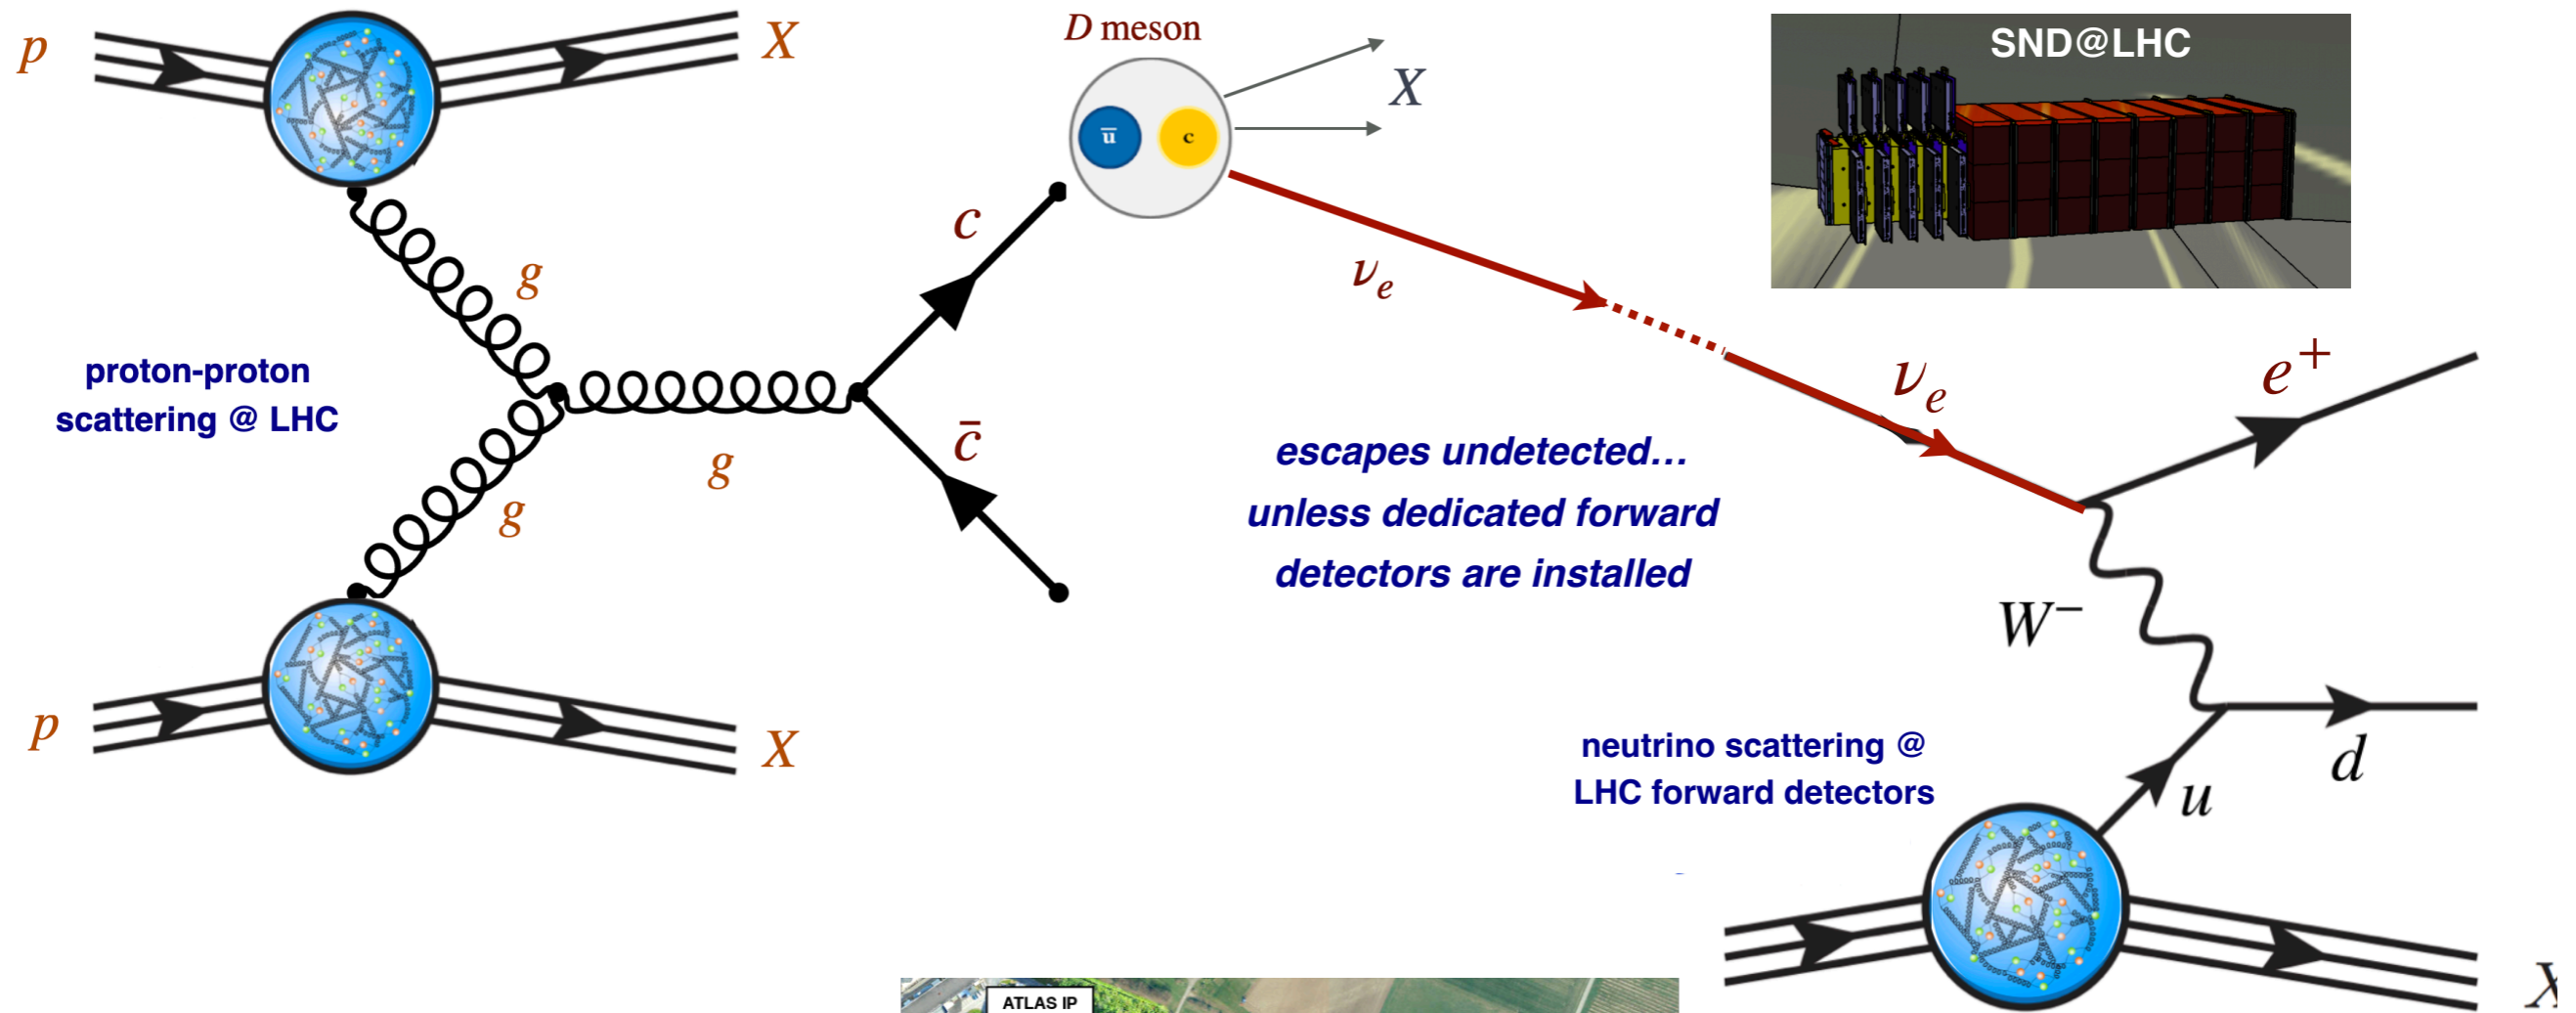 p
X
D meson
X
ū
c
SND@LHC
c
g
ν_e
proton-proton
scattering @ LHC
ν_e
e⁺
c̄
g
g
escapes undetected...
unless dedicated forward
detectors are installed
W⁻
p
X
neutrino scattering @
LHC forward detectors
d
u
ATLAS IP
X